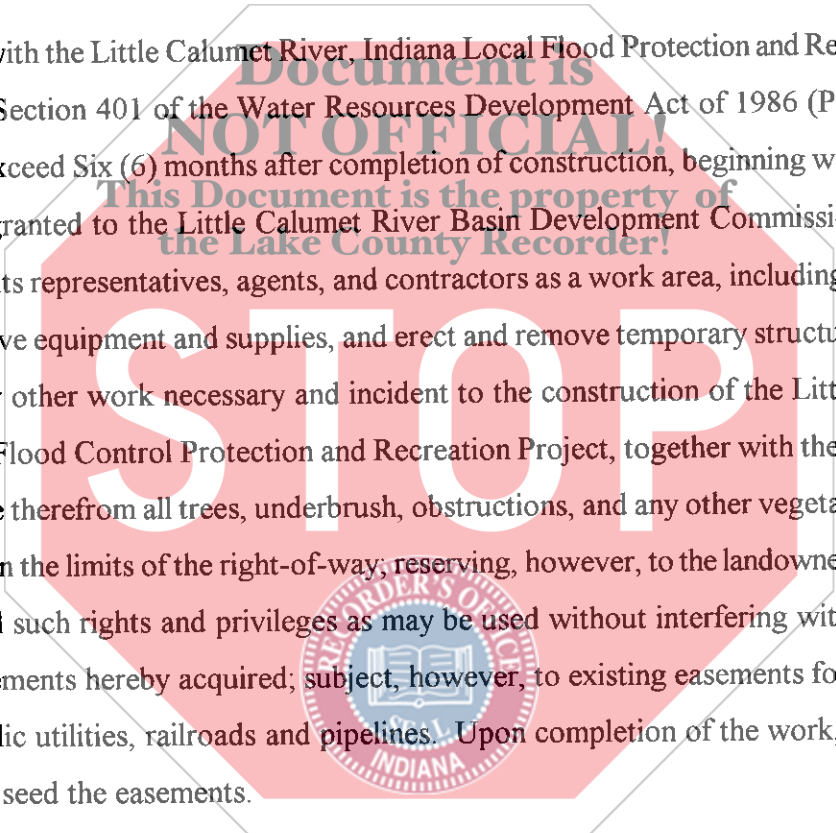 with the Little Calumet River, Indiana Local Flood Protection and Re
Document is
Section 401 of the Water Resources Development Act of 1986 (P
NOT OFFICIAL!
xceed Six (6) months after completion of construction, beginning w
This Document is the property of
granted to the Little Calumet River Basin Development Commissi
the Lake County Recorder!
ts representatives, agents, and contractors as a work area, including
ve equipment and supplies, and erect and remove temporary structu
STOP
other work necessary and incident to the construction of the Litt
Flood Control Protection and Recreation Project, together with the
e therefrom all trees, underbrush, obstructions, and any other vegeta
n the limits of the right-of-way; reserving, however, to the landowne
RECORDER'S OFFICE
l such rights and privileges as may be used without interfering wit
ements hereby acquired; subject, however, to existing easements fo
lic utilities, railroads and pipelines. Upon completion of the work,
SEAL
INDIANA
seed the easements.